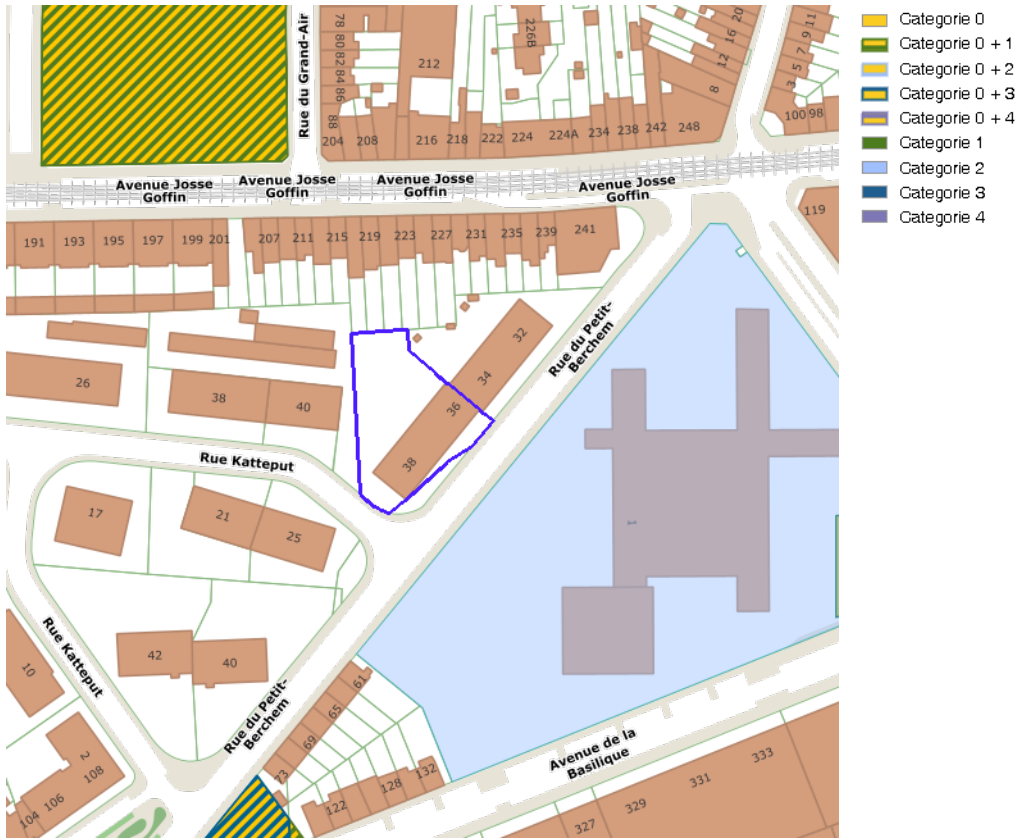 Categorie 0
Categorie 0 + 1
Categorie 0 + 2
Categorie 0 + 3
Categorie 0 + 4
Categorie 1
Categorie 2
Categorie 3
Categorie 4
Rue du Grand-Air
78
80
82
84
86
88
204
208
212
216
218
222
224
226B
224A
234
238
242
248
8
12
16
20
11
9
7
5
3
100
98
Avenue Josse
Goffin
Avenue Josse
Goffin
Avenue Josse
Goffin
Avenue Josse
Goffin
119
191
193
195
197
199
201
207
211
215
219
223
227
231
235
239
241
26
38
40
32
34
36
38
Rue du Petit-
Berchem
Rue Katteput
17
21
25
1
Rue Katteput
10
42
40
Rue du Petit-
Berchem
61
65
69
73
2
108
106
104
122
128
132
Avenue de la
Basilique
327
329
331
333